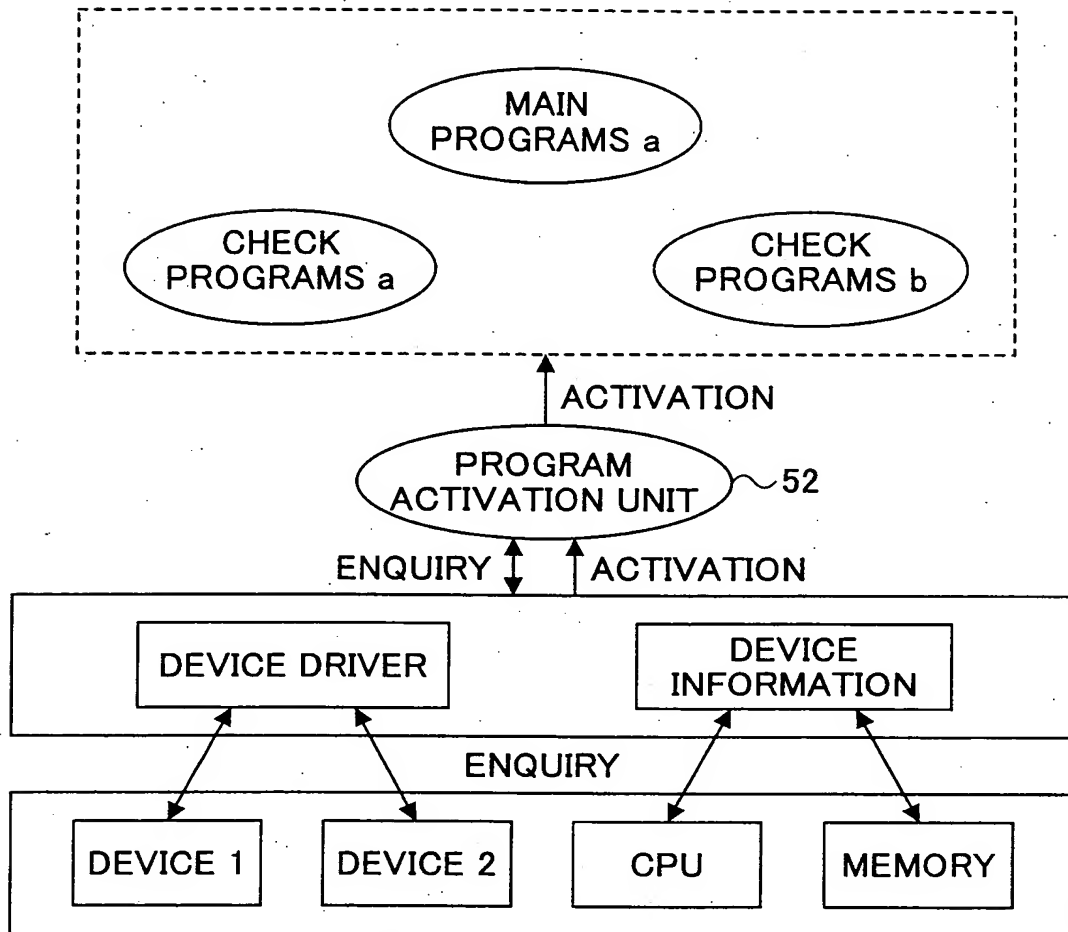 MAIN
PROGRAMS a
CHECK
PROGRAMS a
CHECK
PROGRAMS b
ACTIVATION
PROGRAM
ACTIVATION UNIT
52
ENQUIRY
ACTIVATION
DEVICE DRIVER
DEVICE
INFORMATION
ENQUIRY
DEVICE 1
DEVICE 2
CPU
MEMORY